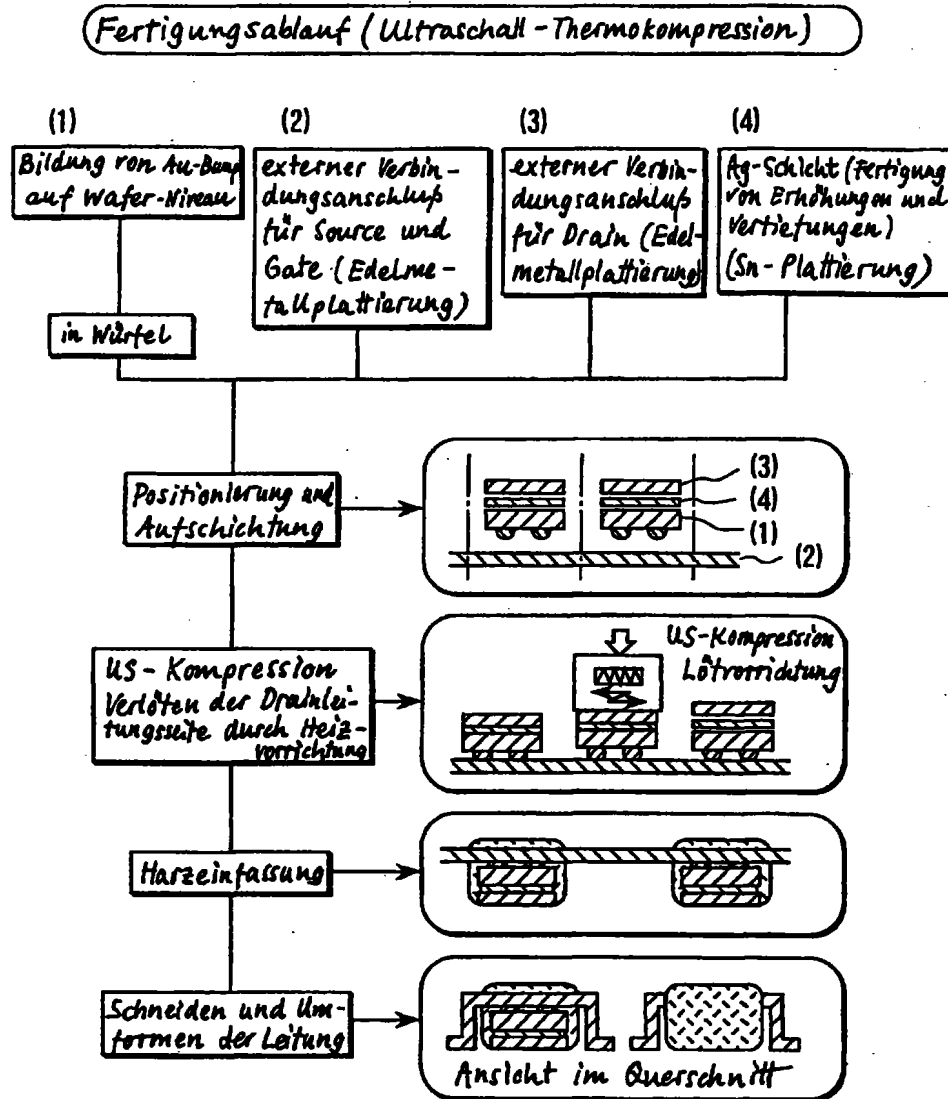 Fertigungsablauf (Ultraschall-Thermokompression)
(1)
Bildung von Au-Bump
auf Wafer-Niveau
in Würfel
(2)
externer Verbin-
dungsanschluß
für Source und
Gate (Edelme-
tallplattierung)
(3)
externer Verbin-
dungsanschluß
für Drain (Edel-
metallplattierung)
(4)
Ag-Schicht (Fertigung
von Erhöhungen und
Vertiefungen)
(Sn-Plattierung)
Positionierung und
Aufschichtung
(3)
(4)
(1)
(2)
US-Kompression
Verlöten der Drainlei-
tungsseite durch Heiz-
vorrichtung
US-Kompression
Lötvorrichtung
Harzeinfassung
Schneiden und Um-
formen der Leitung
Ansicht im Querschnitt